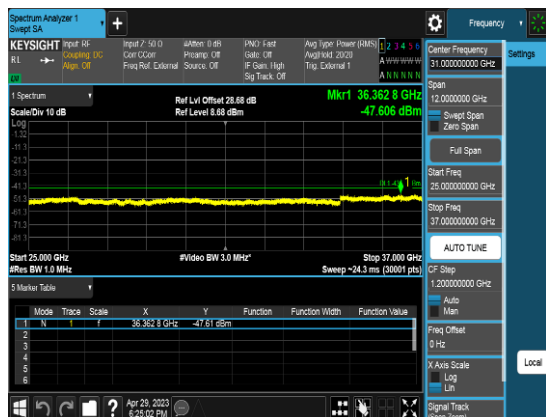 Spectrum Analyzer 1
Swept SA
Frequency
KEYSIGHT
Input: RF
Coupling: DC
Align: Off
Input Z: 50 Ω
Corr CCorr
Freq Ref: External
#Atten: 0 dB
Preamp: Off
Source: Off
PNO: Fast
Gate: Off
IF Gain: High
Sig Track: Off
Avg Type: Power (RMS)
Avg|Hold: 20/20
Trig: External 1
1 2 3 4 5 6
A W W W W W
A N N N N N
R L
LV
1 Spectrum
Scale/Div 10 dB
Ref Lvl Offset 28.68 dB
Ref Level 8.68 dBm
Mkr1 36.362 8 GHz
-47.606 dBm
Log
-1.32
-11.3
-21.3
-31.3
-41.3
-51.3
-61.3
-71.3
-81.3
1
Start 25.000 GHz
#Res BW 1.0 MHz
#Video BW 3.0 MHz*
Stop 37.000 GHz
Sweep ~24.3 ms (30001 pts)
5 Marker Table
Mode Trace Scale X Y Function Function Width Function Value
1 N 1 f 36.362 8 GHz -47.61 dBm
2
3
4
5
6
Apr 29, 2023
6:25:02 PM
Center Frequency
31.000000000 GHz
Settings
Span
12.0000000 GHz
Swept Span
Zero Span
Full Span
Start Freq
25.000000000 GHz
Stop Freq
37.000000000 GHz
AUTO TUNE
CF Step
1.200000000 GHz
Auto
Man
Freq Offset
0 Hz
X Axis Scale
Log
Lin
Local
Signal Track
(Span Zoom)